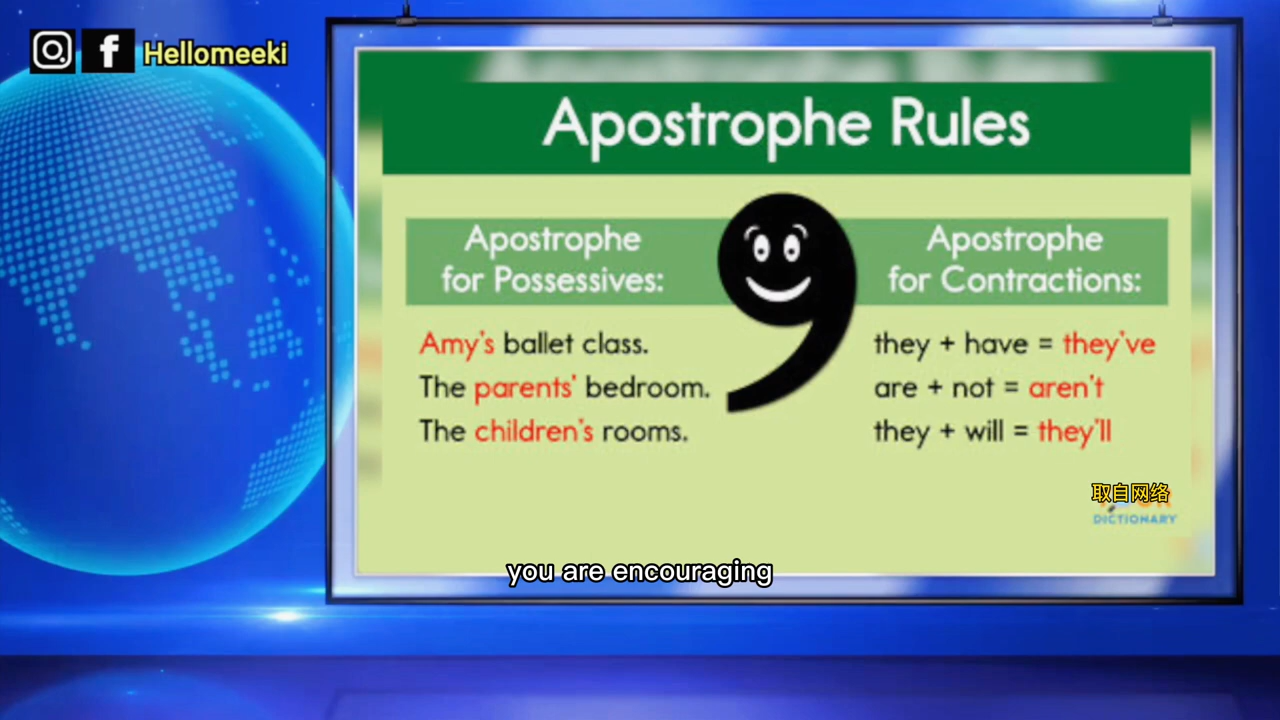 Hellomeeki
Apostrophe Rules
Apostrophe
for Possessives:
Amy's ballet class.
The parents' bedroom.
The children's rooms.
Apostrophe
for Contractions:
they + have = they've
are + not = aren't
they + will = they'll
取自网络
DICTIONARY
you are encouraging